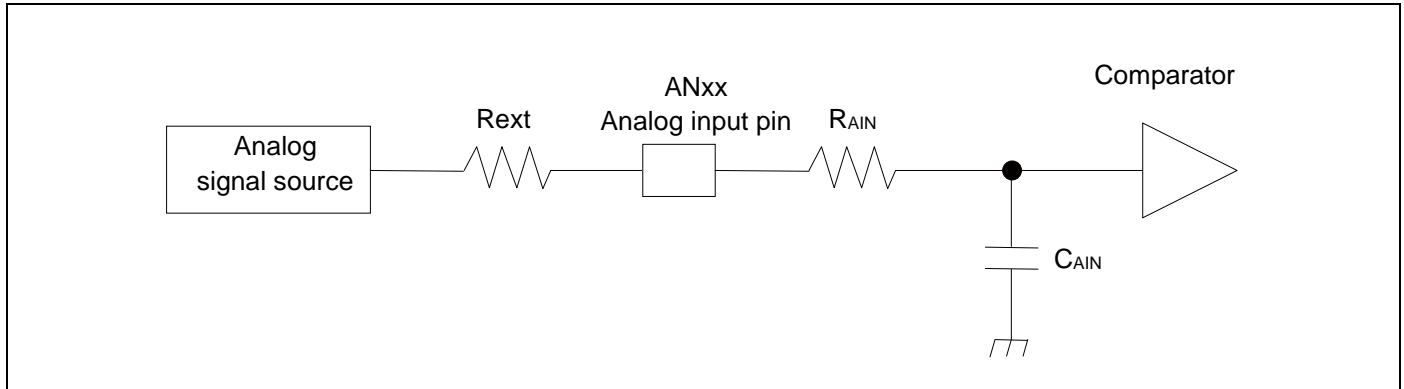 Comparator
ANxx
Analog input pin
Rext
RAIN
Analog
signal source
CAIN